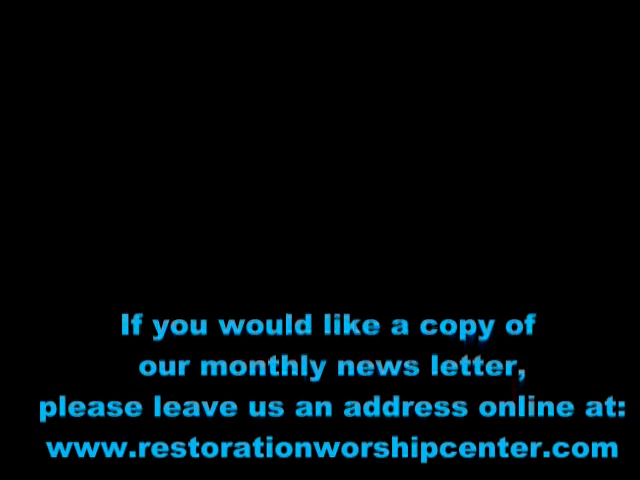 If you would like a copy of
our monthly news letter,
please leave us an address online at:
www.restorationworshipcenter.com